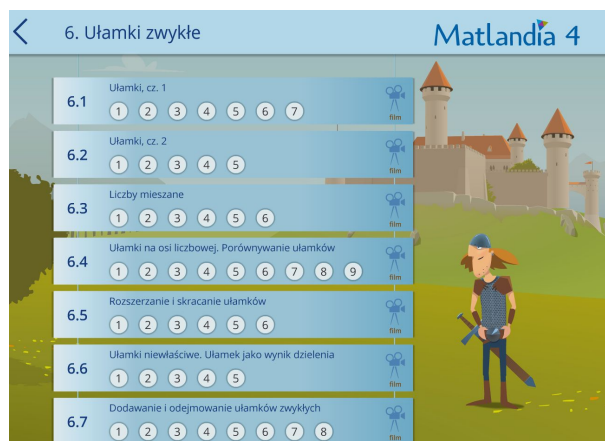 6. Ułamki zwykłe
Matlandia 4
6.1
Ułamki, cz. 1
1 2 3 4 5 6 7
film
6.2
Ułamki, cz. 2
1 2 3 4 5
film
6.3
Liczby mieszane
1 2 3 4 5 6
film
6.4
Ułamki na osi liczbowej. Porównywanie ułamków
1 2 3 4 5 6 7 8 9
film
6.5
Rozszerzanie i skracanie ułamków
1 2 3 4 5 6
film
6.6
Ułamki niewłaściwe. Ułamek jako wynik dzielenia
1 2 3 4 5
film
6.7
Dodawanie i odejmowanie ułamków zwykłych
1 2 3 4 5 6 7 8
film